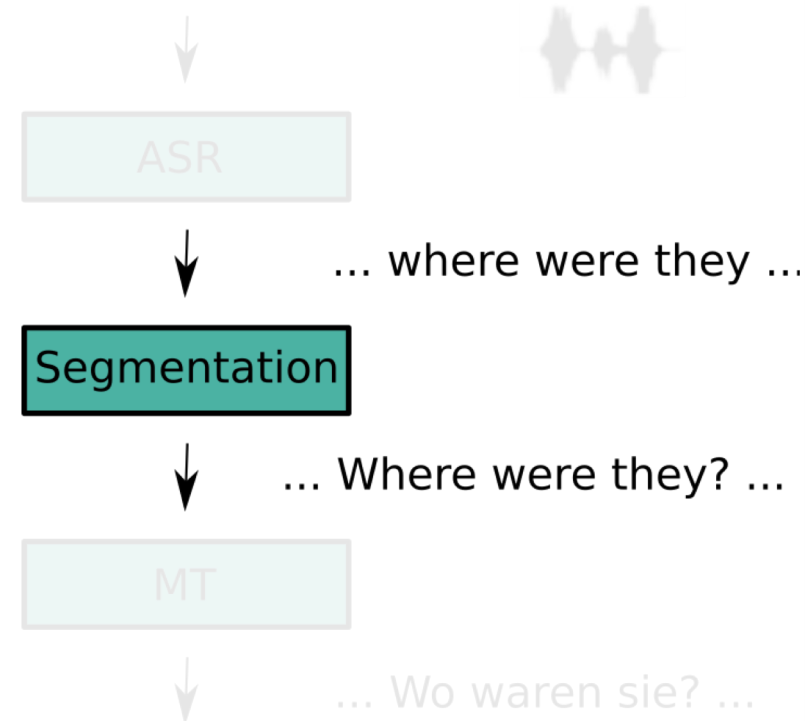 ASR
... where were they ...
Segmentation
... Where were they? ...
MT
... Wo waren sie? ...